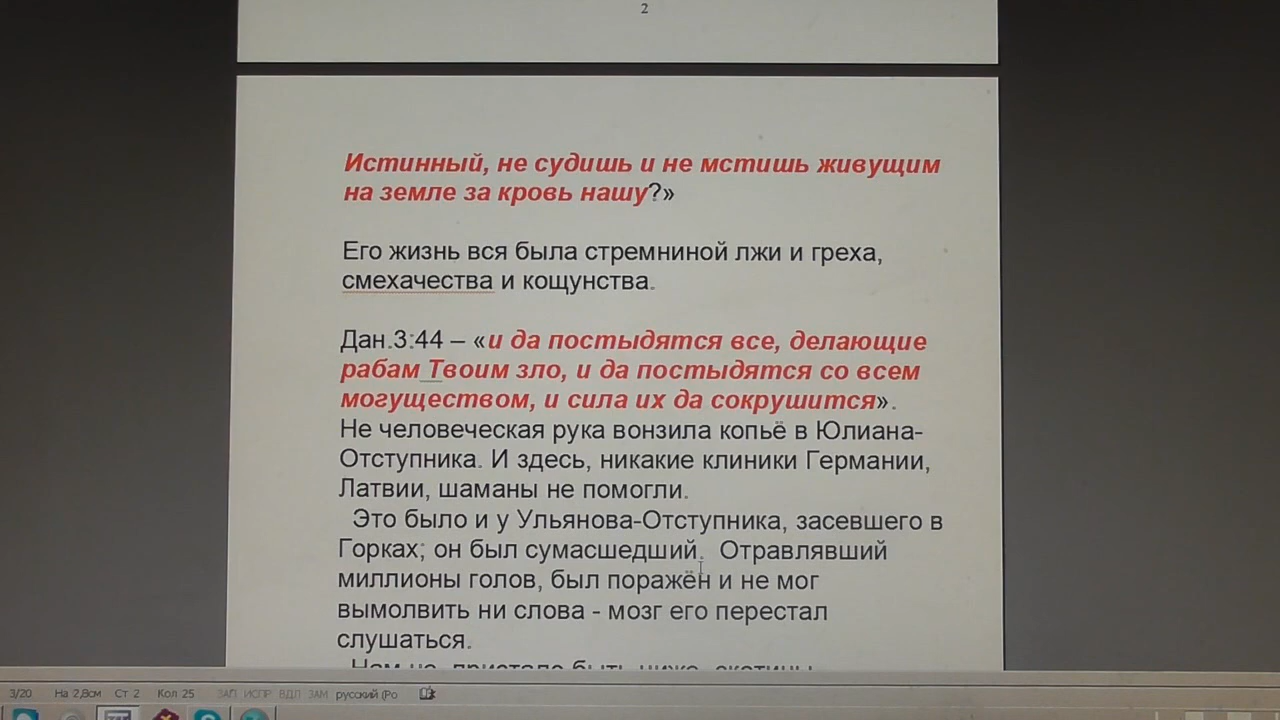 2
Истинный, не судишь и не мстишь живущим
на земле за кровь нашу?»
Его жизнь вся была стремниной лжи и греха,
смехачества и кощунства.
Дан.3:44 – «и да постыдятся все, делающие
рабам Твоим зло, и да постыдятся со всем
могуществом, и сила их да сокрушится».
Не человеческая рука вонзила копьё в Юлиана-
Отступника. И здесь, никакие клиники Германии,
Латвии, шаманы не помогли.
Это было и у Ульянова-Отступника, засевшего в
Горках; он был сумасшедший. Отравлявший
миллионы голов, был поражён и не мог
вымолвить ни слова - мозг его перестал
слушаться.
3/20 На 2,8см Ст 2 Кол 25 ЗАП ИСПР ВДЛ ЗАМ русский (Ро